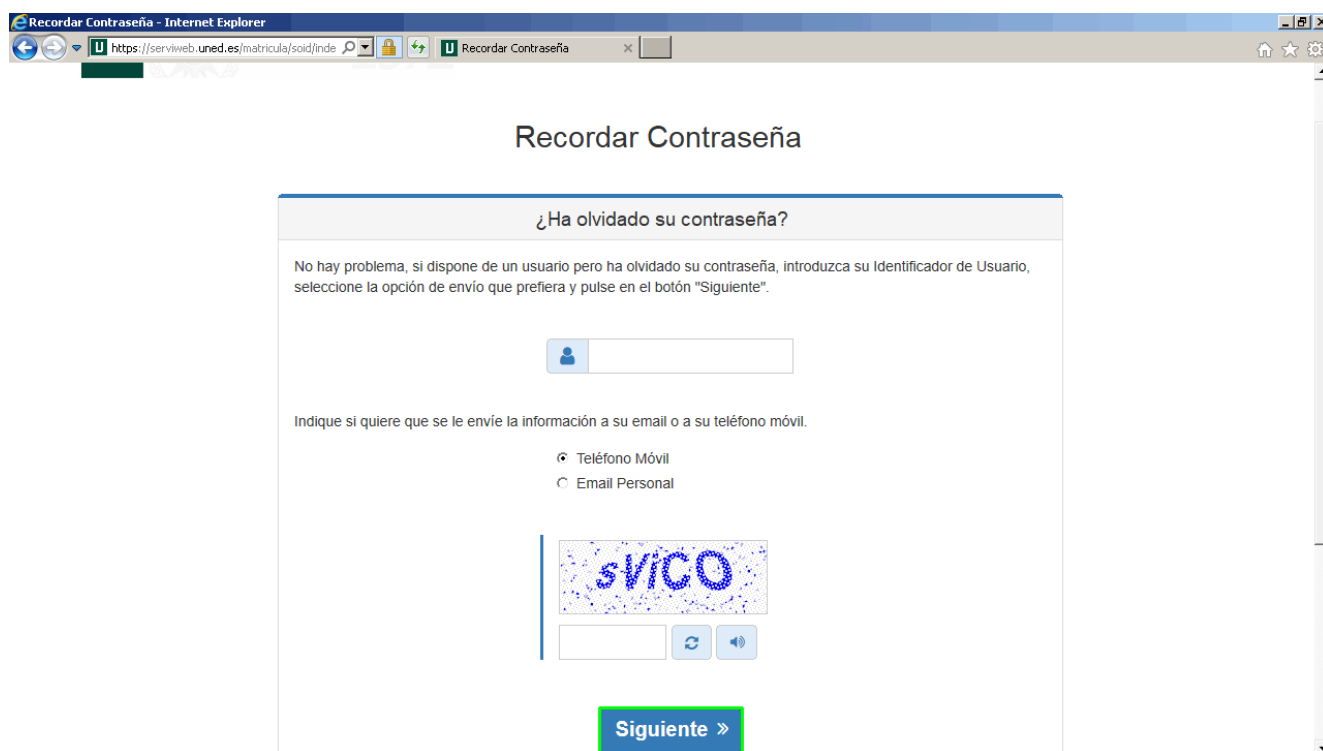 Recordar Contraseña - Internet Explorer
https://serviweb.uned.es/matricula/soid/inde
Recordar Contraseña
Recordar Contraseña
¿Ha olvidado su contraseña?
No hay problema, si dispone de un usuario pero ha olvidado su contraseña, introduzca su Identificador de Usuario,
seleccione la opción de envío que prefiera y pulse en el botón "Siguiente".
Indique si quiere que se le envíe la información a su email o a su teléfono móvil.
Teléfono Móvil
Email Personal
sViCO
Siguiente »